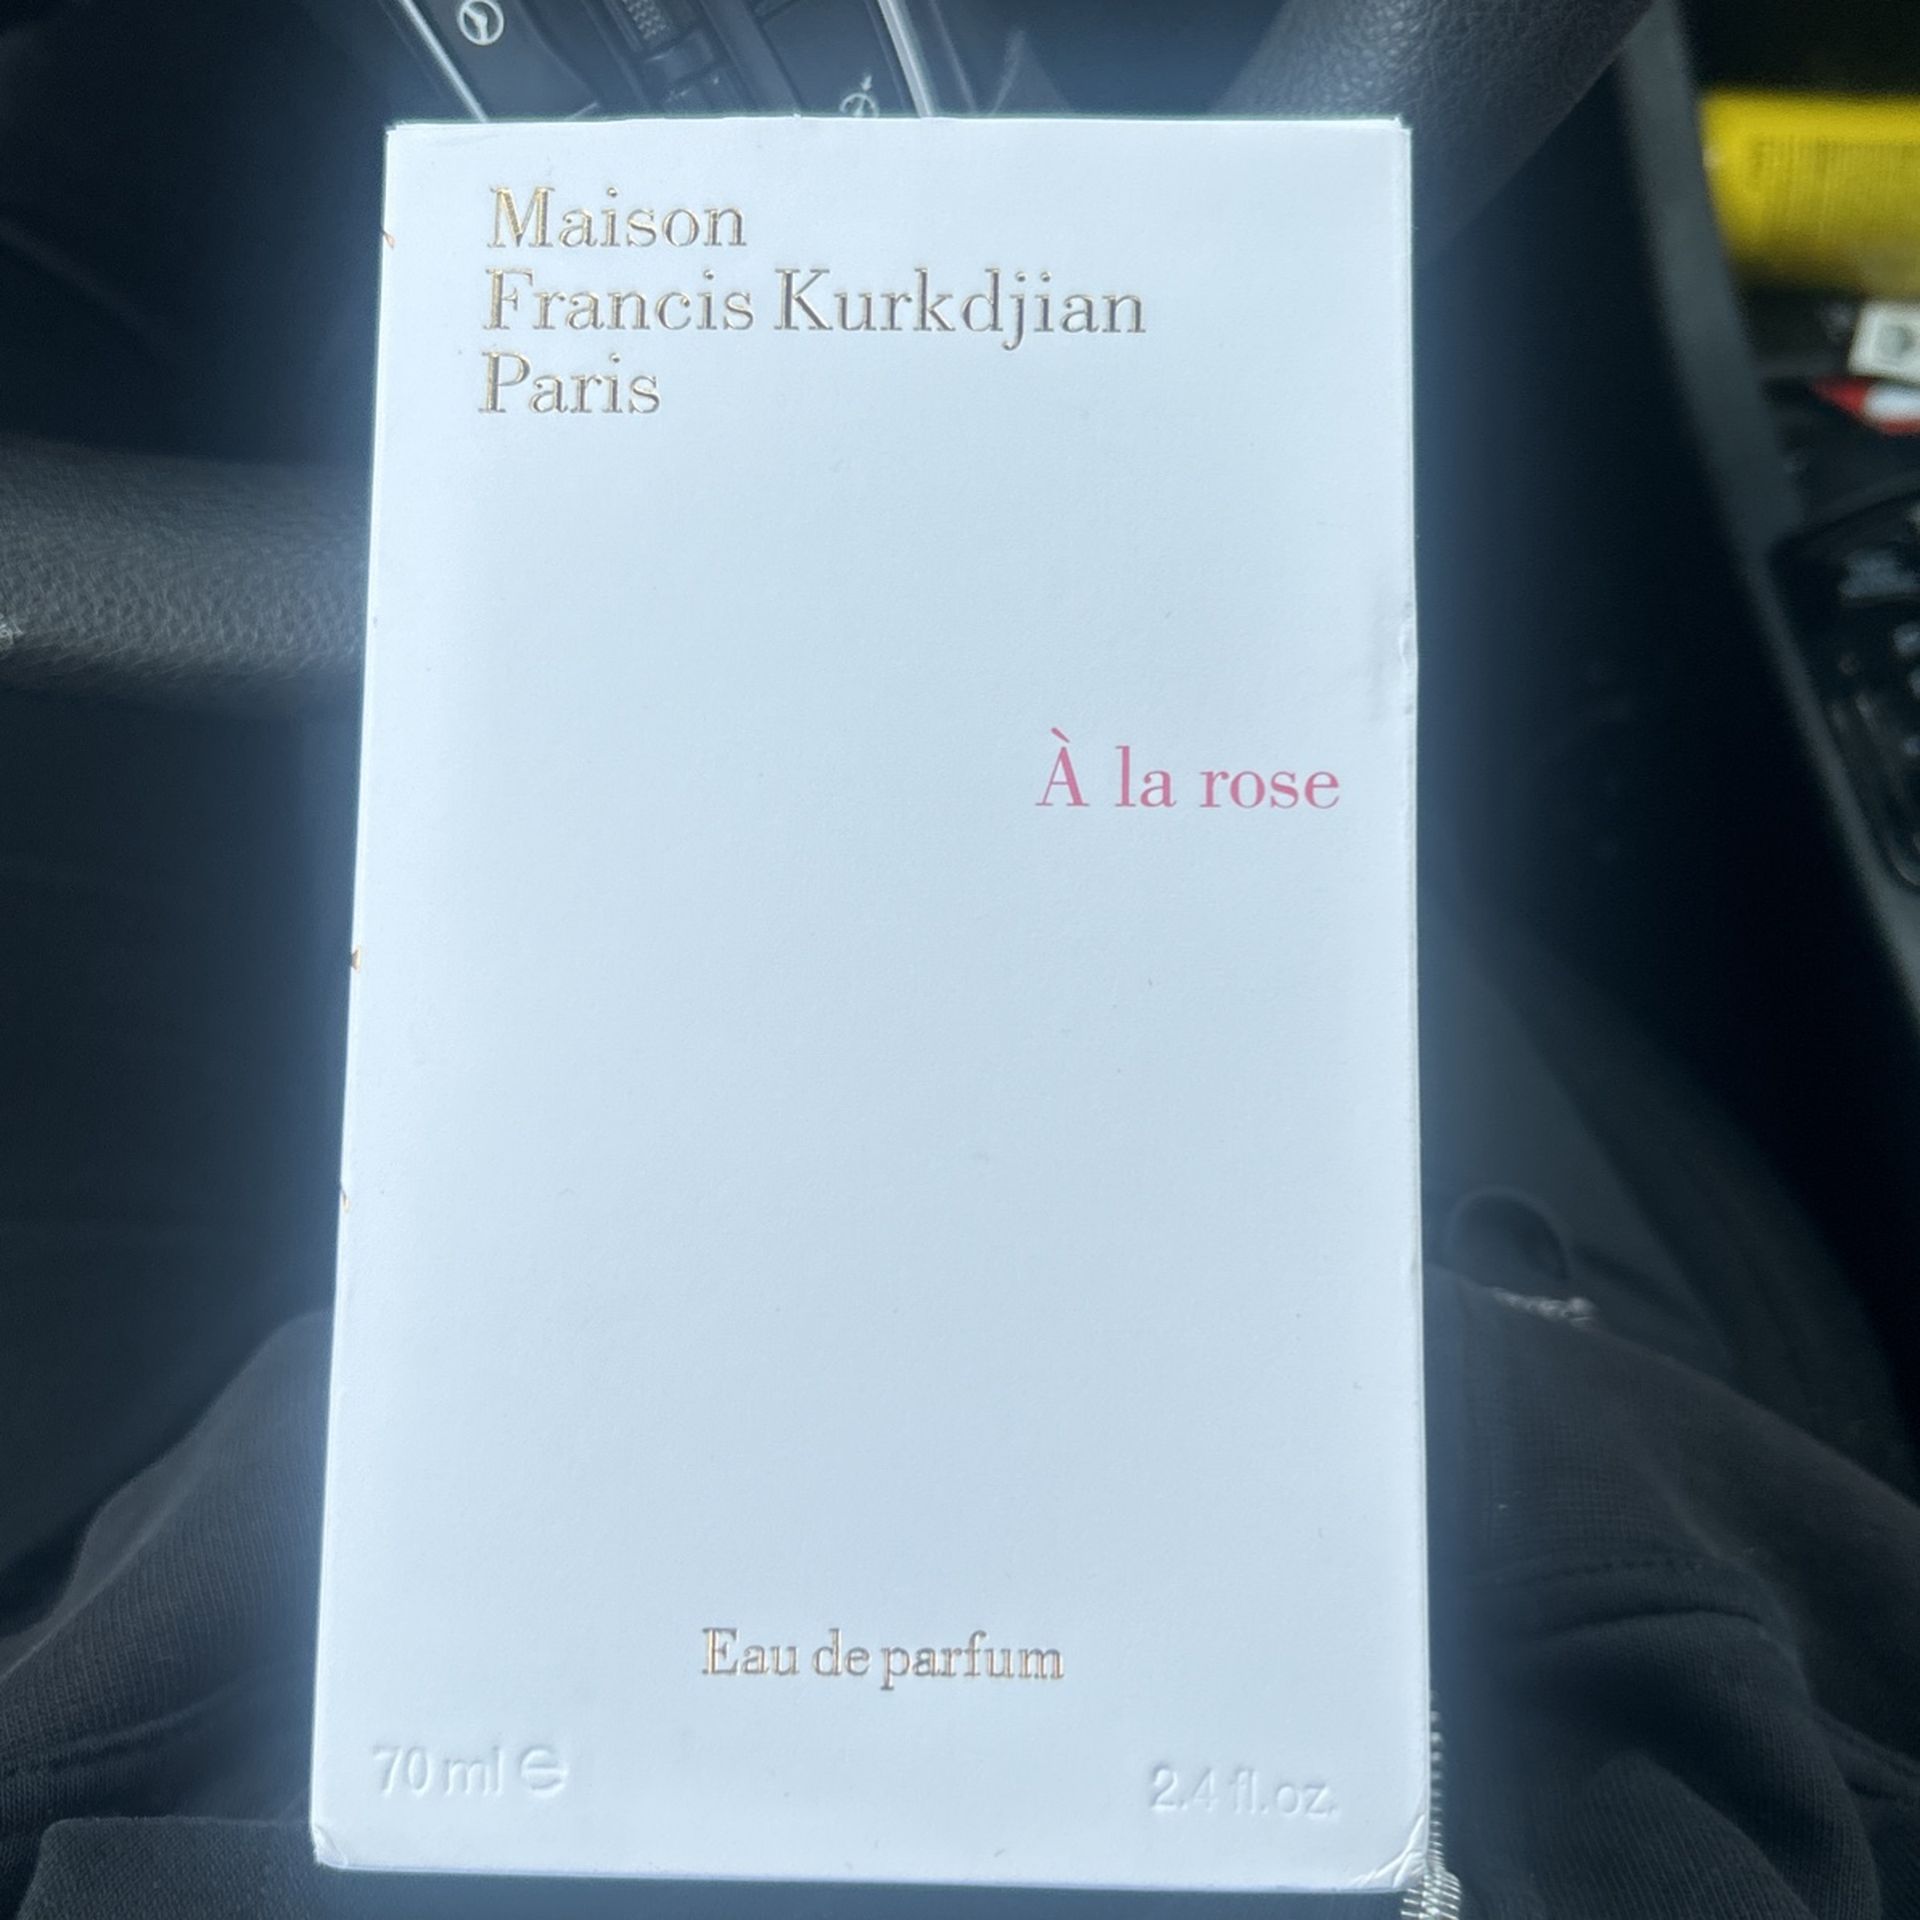 Maison
Francis Kurkdjian
Paris
À la rose
Eau de parfum
70 ml ℮
2.4 fl.oz.